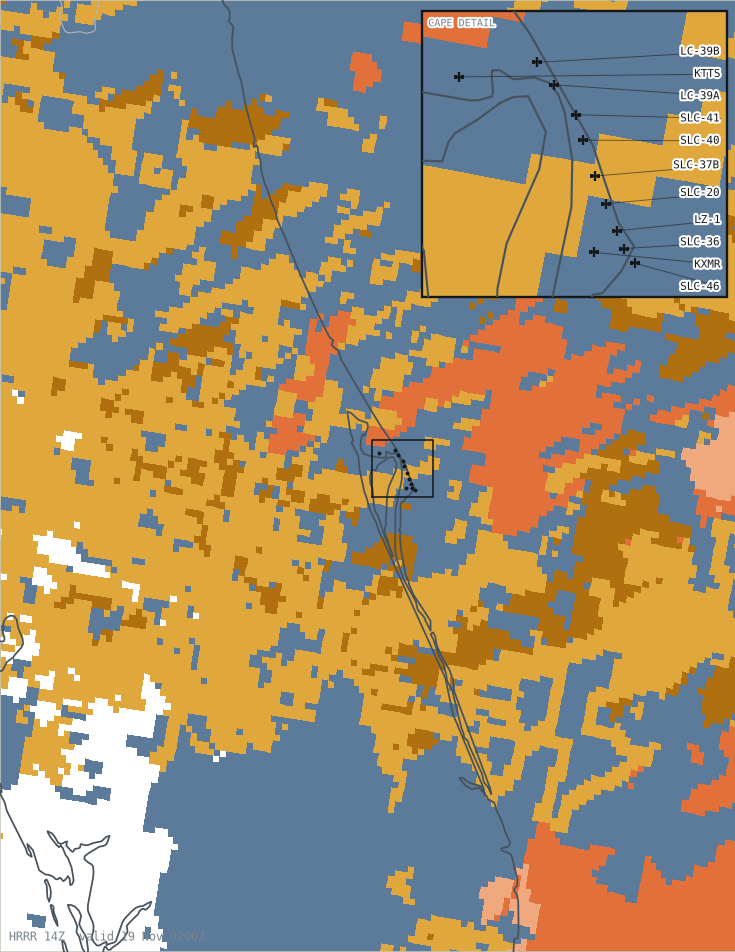 CAPE DETAIL
LC-39B
KTTS
LC-39A
SLC-41
SLC-40
SLC-37B
SLC-20
LZ-1
SLC-36
KXMR
SLC-46
HRRR 14Z valid 19 Nov 0200Z